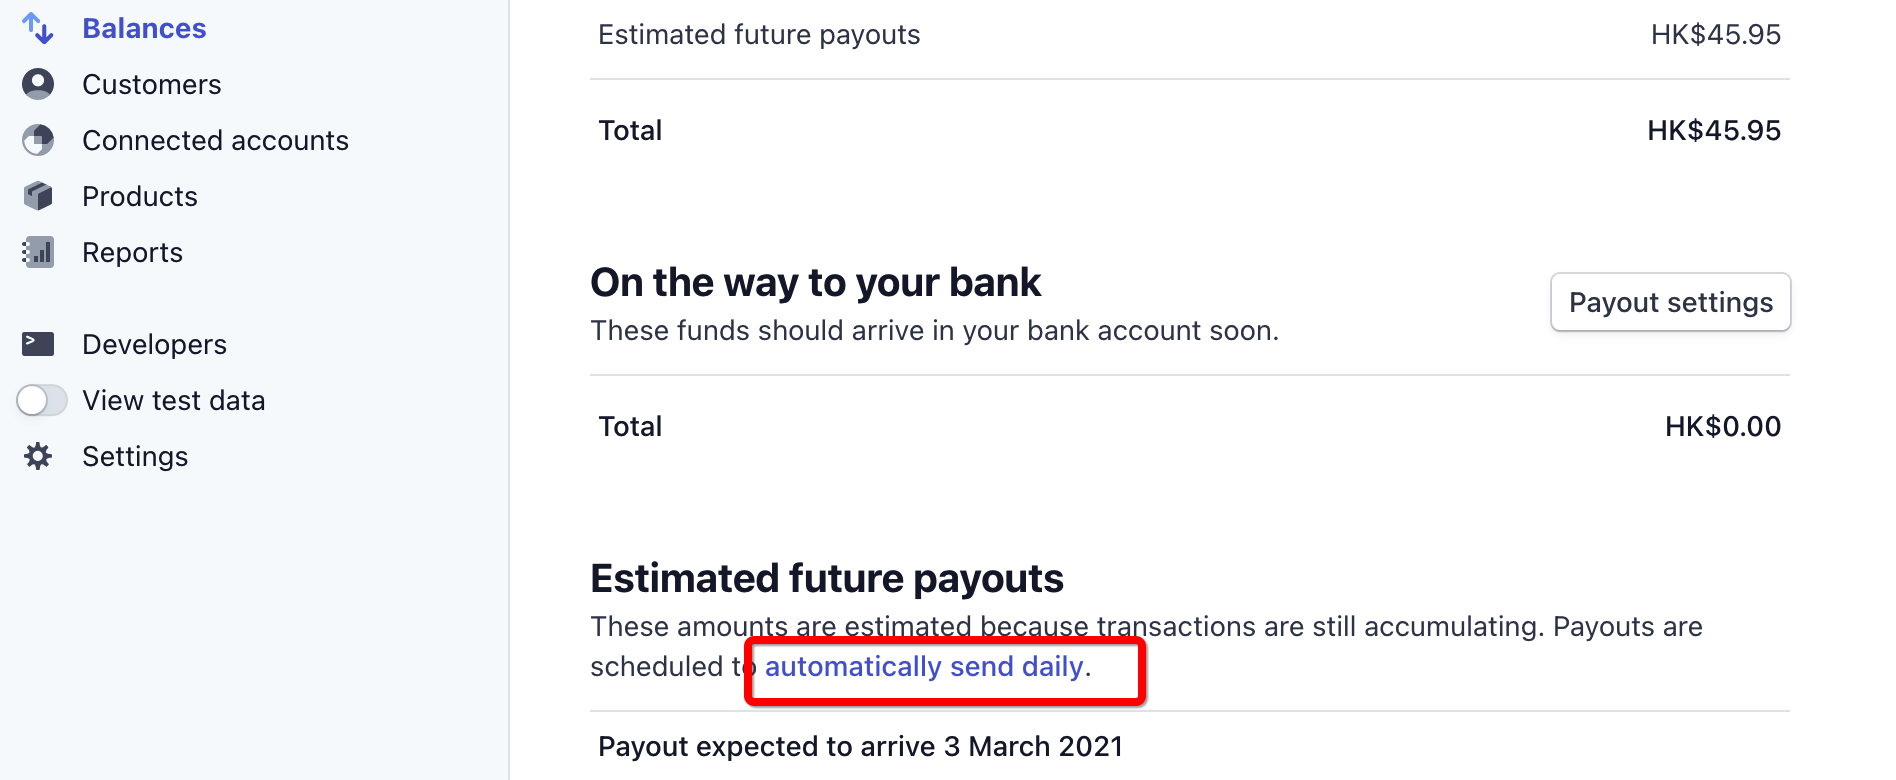 Balances
Customers
Connected accounts
Products
Reports
Developers
View test data
Settings
Estimated future payouts HK$45.95
Total HK$45.95
On the way to your bank
These funds should arrive in your bank account soon.
Payout settings
Total HK$0.00
Estimated future payouts
These amounts are estimated because transactions are still accumulating. Payouts are
scheduled to automatically send daily.
Payout expected to arrive 3 March 2021